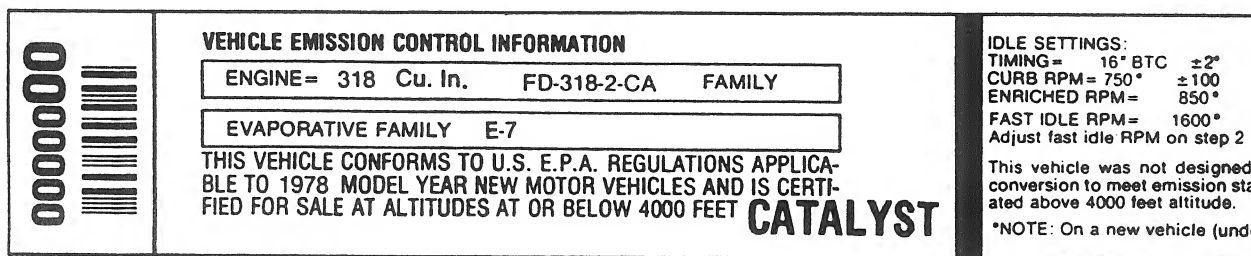 0000000
VEHICLE EMISSION CONTROL INFORMATION
ENGINE= 318 Cu. In. FD-318-2-CA FAMILY
EVAPORATIVE FAMILY E-7
THIS VEHICLE CONFORMS TO U.S. E.P.A. REGULATIONS APPLICA-
BLE TO 1978 MODEL YEAR NEW MOTOR VEHICLES AND IS CERTI-
FIED FOR SALE AT ALTITUDES AT OR BELOW 4000 FEET CATALYST
IDLE SETTINGS:
TIMING= 16° BTC ±2°
CURB RPM= 750* ±100
ENRICHED RPM= 850*
FAST IDLE RPM= 1600*
Adjust fast idle RPM on step 2
This vehicle was not designed
conversion to meet emission sta
ated above 4000 feet altitude.
*NOTE: On a new vehicle (und